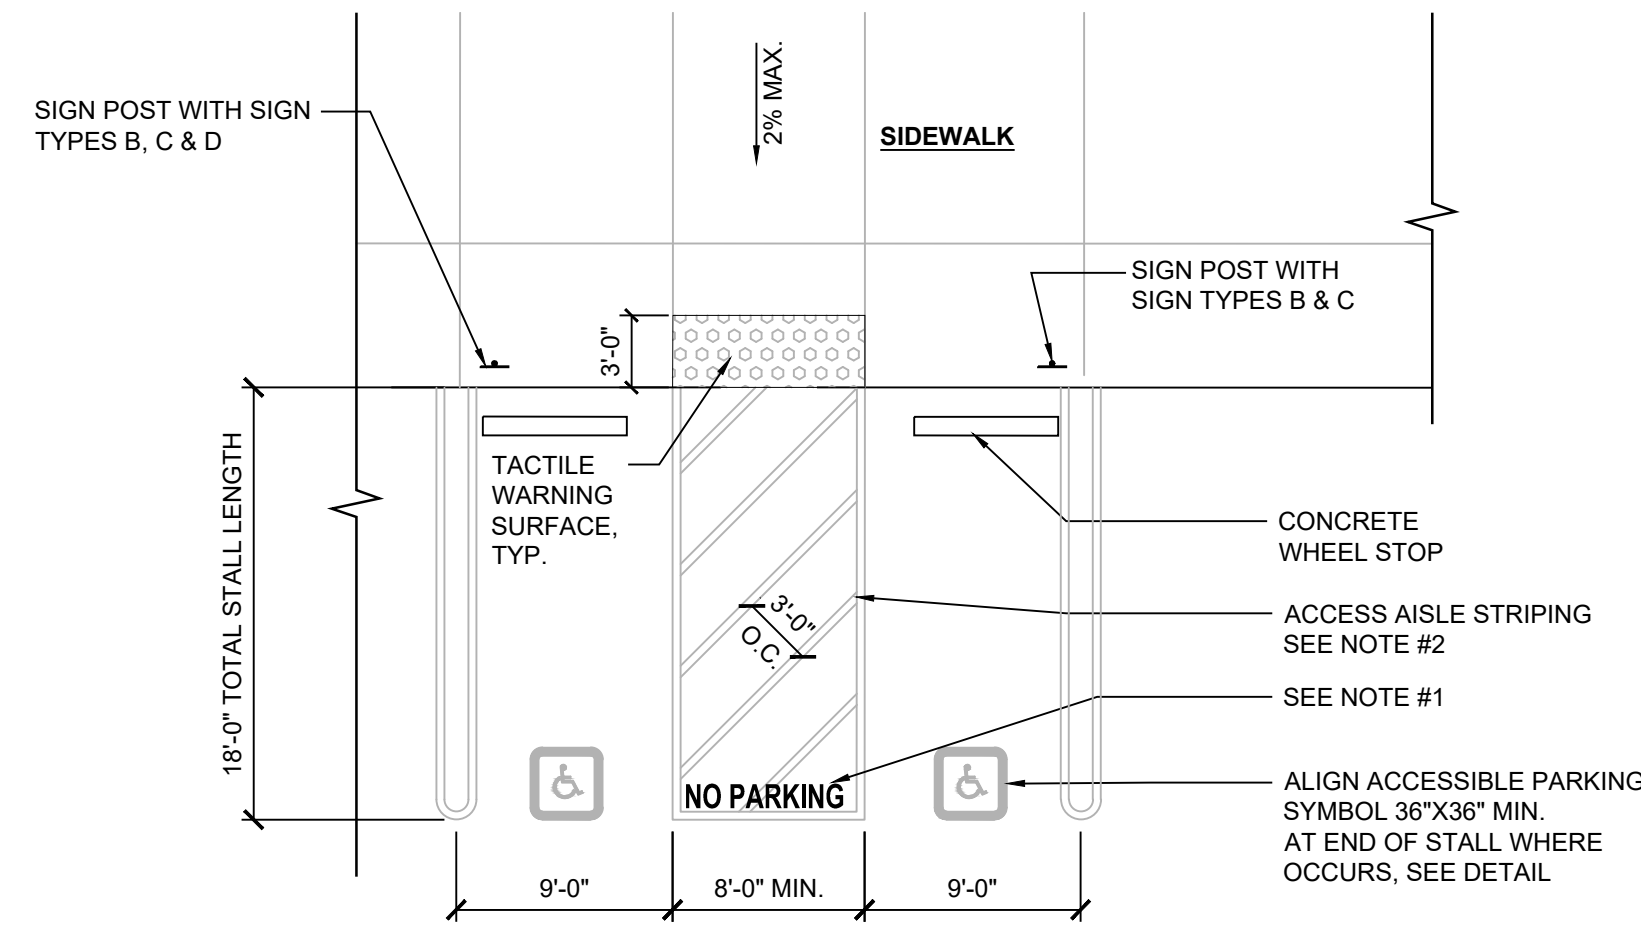 SIGN POST WITH SIGN
TYPES B, C & D
2% MAX.
SIDEWALK
SIGN POST WITH
SIGN TYPES B & C
3'-0"
18'-0" TOTAL STALL LENGTH
TACTILE
WARNING
SURFACE,
TYP.
CONCRETE
WHEEL STOP
3'-0"
O.C.
ACCESS AISLE STRIPING
SEE NOTE #2
SEE NOTE #1
NO PARKING
ALIGN ACCESSIBLE PARKING
SYMBOL 36"X36" MIN.
AT END OF STALL WHERE
OCCURS, SEE DETAIL
9'-0"
8'-0" MIN.
9'-0"